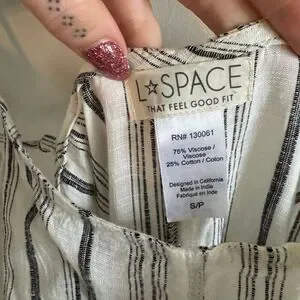 L☆SPACE
THAT FEEL GOOD FIT
RN# 130061
75% Viscose /
Viscose
25% Cotton / Coton
Designed in California
Made in India
Fabriqué en Inde
S/P